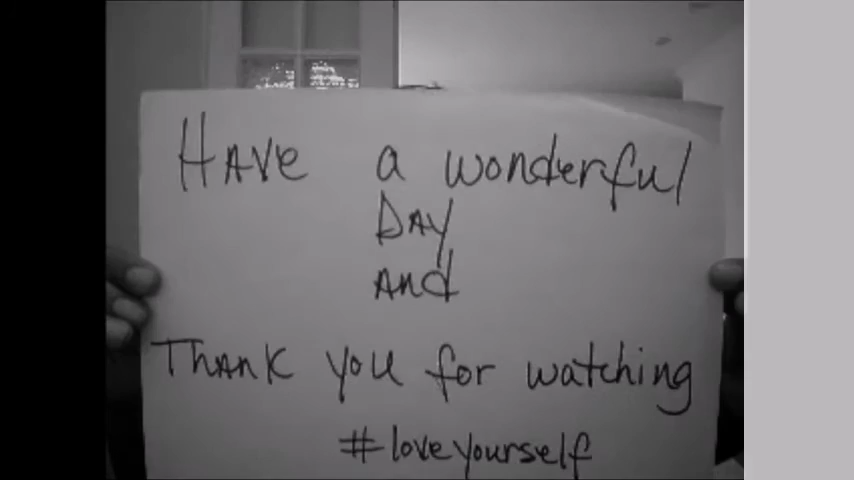 Have a wonderful
Day
and
Thank you for watching
#loveyourself